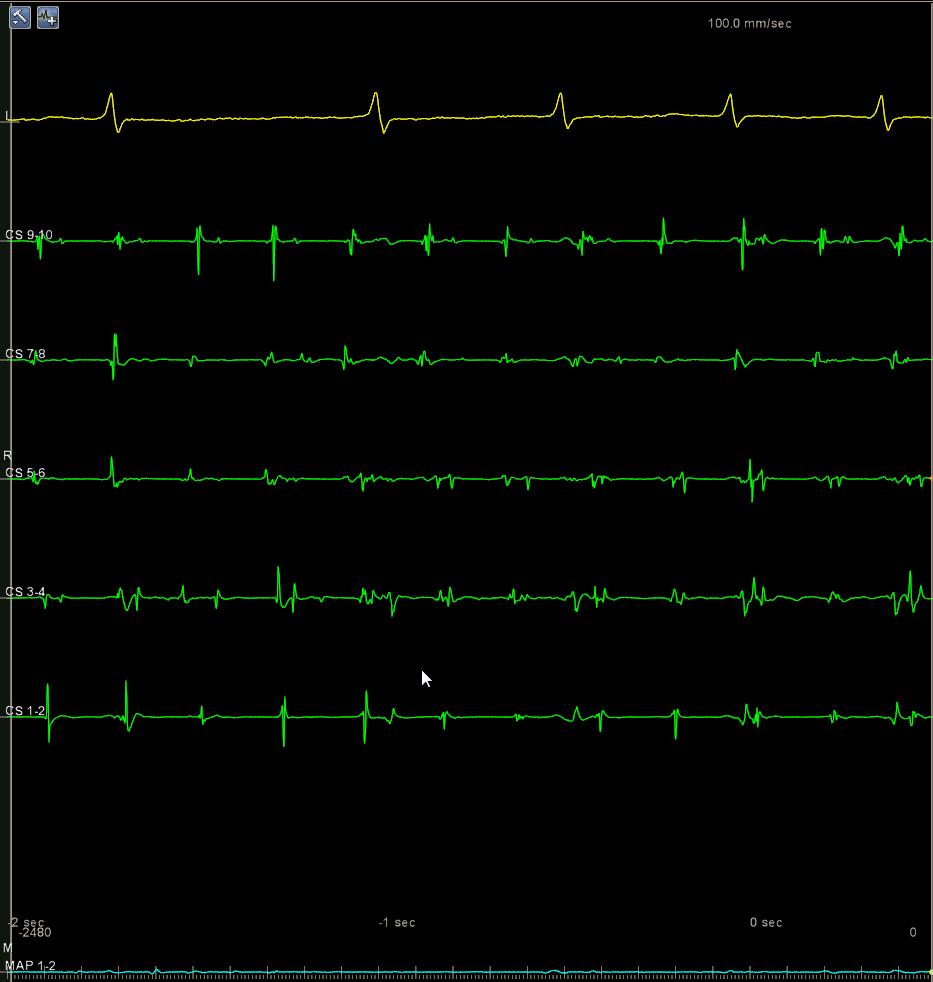 100.0 mm/sec
CS 9-10
CS 7-8
R
CS 5-6
CS 3-4
CS 1-2
-2 sec
-1 sec
0 sec
-2480
0
M
MAP 1-2